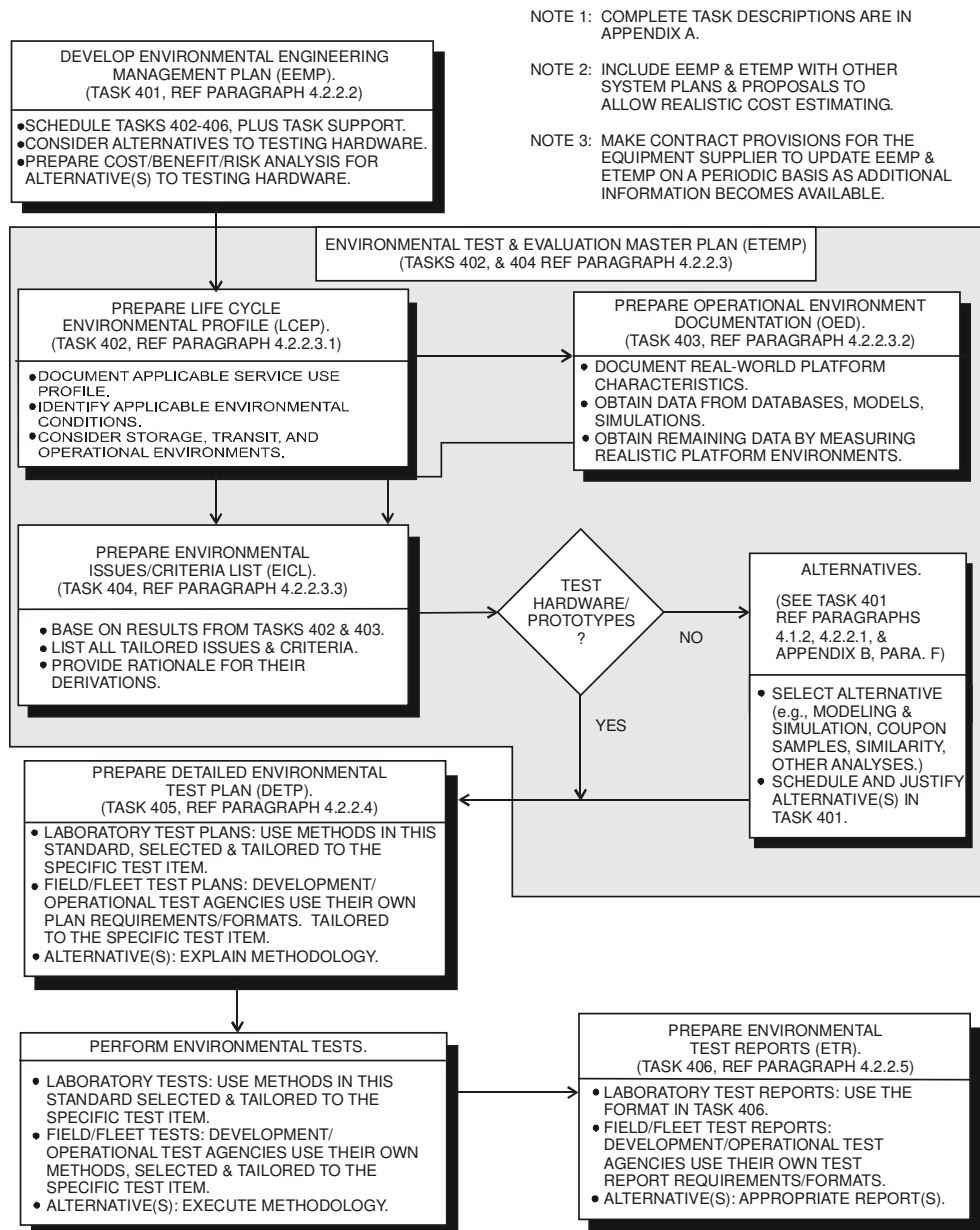 NOTE 1: COMPLETE TASK DESCRIPTIONS ARE IN
APPENDIX A.
NOTE 2: INCLUDE EEMP & ETEMP WITH OTHER
SYSTEM PLANS & PROPOSALS TO
ALLOW REALISTIC COST ESTIMATING.
NOTE 3: MAKE CONTRACT PROVISIONS FOR THE
EQUIPMENT SUPPLIER TO UPDATE EEMP &
ETEMP ON A PERIODIC BASIS AS ADDITIONAL
INFORMATION BECOMES AVAILABLE.
DEVELOP ENVIRONMENTAL ENGINEERING
MANAGEMENT PLAN (EEMP).
(TASK 401, REF PARAGRAPH 4.2.2.2)
●SCHEDULE TASKS 402-406, PLUS TASK SUPPORT.
●CONSIDER ALTERNATIVES TO TESTING HARDWARE.
●PREPARE COST/BENEFIT/RISK ANALYSIS FOR
ALTERNATIVE(S) TO TESTING HARDWARE.
ENVIRONMENTAL TEST & EVALUATION MASTER PLAN (ETEMP)
(TASKS 402, & 404 REF PARAGRAPH 4.2.2.3)
PREPARE LIFE CYCLE
ENVIRONMENTAL PROFILE (LCEP).
(TASK 402, REF PARAGRAPH 4.2.2.3.1)
● DOCUMENT APPLICABLE SERVICE USE
PROFILE.
● IDENTIFY APPLICABLE ENVIRONMENTAL
CONDITIONS.
● CONSIDER STORAGE, TRANSIT, AND
OPERATIONAL ENVIRONMENTS.
PREPARE OPERATIONAL ENVIRONMENT
DOCUMENTATION (OED).
(TASK 403, REF PARAGRAPH 4.2.2.3.2)
● DOCUMENT REAL-WORLD PLATFORM
CHARACTERISTICS.
● OBTAIN DATA FROM DATABASES, MODELS,
SIMULATIONS.
● OBTAIN REMAINING DATA BY MEASURING
REALISTIC PLATFORM ENVIRONMENTS.
PREPARE ENVIRONMENTAL
ISSUES/CRITERIA LIST (EICL).
(TASK 404, REF PARAGRAPH 4.2.2.3.3)
● BASE ON RESULTS FROM TASKS 402 & 403.
● LIST ALL TAILORED ISSUES & CRITERIA.
● PROVIDE RATIONALE FOR THEIR
DERIVATIONS.
TEST
HARDWARE/
PROTOTYPES
?
NO
YES
ALTERNATIVES.
(SEE TASK 401
REF PARAGRAPHS
4.1.2, 4.2.2.1, &
APPENDIX B, PARA. F)
● SELECT ALTERNATIVE
(e.g., MODELING &
SIMULATION, COUPON
SAMPLES, SIMILARITY,
OTHER ANALYSES.)
● SCHEDULE AND JUSTIFY
ALTERNATIVE(S) IN
TASK 401.
PREPARE DETAILED ENVIRONMENTAL
TEST PLAN (DETP).
(TASK 405, REF PARAGRAPH 4.2.2.4)
● LABORATORY TEST PLANS: USE METHODS IN THIS
STANDARD, SELECTED & TAILORED TO THE
SPECIFIC TEST ITEM.
● FIELD/FLEET TEST PLANS: DEVELOPMENT/
OPERATIONAL TEST AGENCIES USE THEIR OWN
PLAN REQUIREMENTS/FORMATS. TAILORED
TO THE SPECIFIC TEST ITEM.
● ALTERNATIVE(S): EXPLAIN METHODOLOGY.
PERFORM ENVIRONMENTAL TESTS.
● LABORATORY TESTS: USE METHODS IN THIS
STANDARD SELECTED & TAILORED TO THE
SPECIFIC TEST ITEM.
● FIELD/FLEET TESTS: DEVELOPMENT/
OPERATIONAL TEST AGENCIES USE THEIR OWN
METHODS, SELECTED & TAILORED TO THE
SPECIFIC TEST ITEM.
● ALTERNATIVE(S): EXECUTE METHODOLOGY.
PREPARE ENVIRONMENTAL
TEST REPORTS (ETR).
(TASK 406, REF PARAGRAPH 4.2.2.5)
● LABORATORY TEST REPORTS: USE THE
FORMAT IN TASK 406.
● FIELD/FLEET TEST REPORTS:
DEVELOPMENT/OPERATIONAL TEST
AGENCIES USE THEIR OWN TEST
REPORT REQUIREMENTS/FORMATS.
● ALTERNATIVE(S): APPROPRIATE REPORT(S).